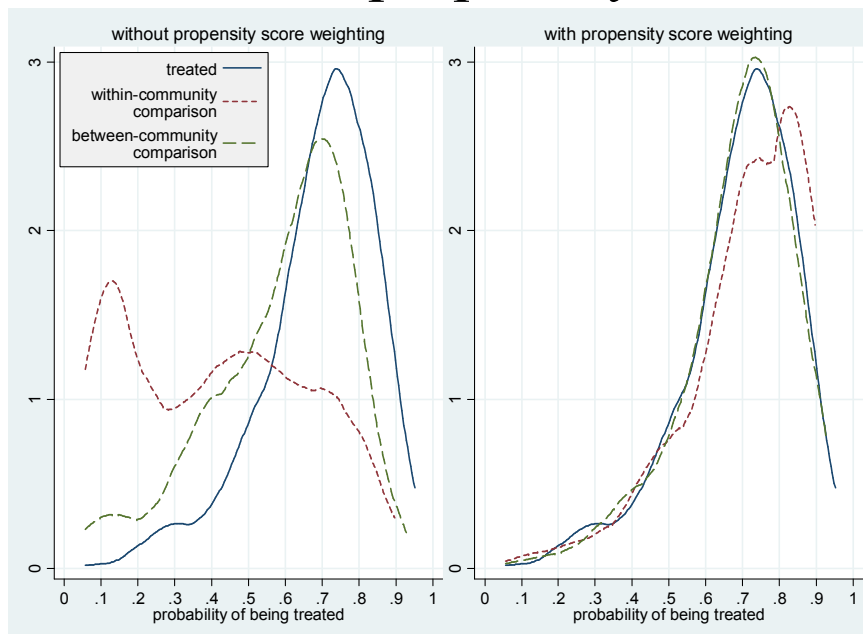 without propensity score weighting
treated
within-community
comparison
between-community
comparison
0 1 2 3
0 .1 .2 .3 .4 .5 .6 .7 .8 .9 1
probability of being treated
with propensity score weighting
0 1 2 3
0 .1 .2 .3 .4 .5 .6 .7 .8 .9 1
probability of being treated